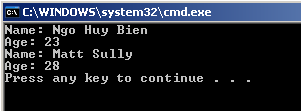 C:\WINDOWS\system32\cmd.exe
Name: Ngo Huy Bien
Age: 23
Name: Matt Sully
Age: 28
Press any key to continue . . .